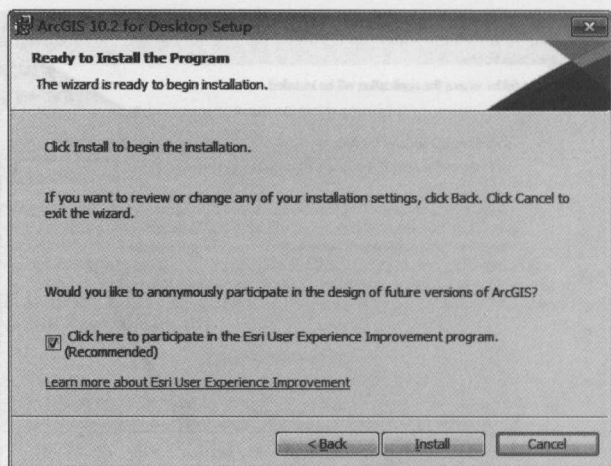 ArcGIS 10.2 for Desktop Setup
Ready to Install the Program
The wizard is ready to begin installation.
Click Install to begin the installation.
If you want to review or change any of your installation settings, click Back. Click Cancel to
exit the wizard.
Would you like to anonymously participate in the design of future versions of ArcGIS?
Click here to participate in the Esri User Experience Improvement program.
(Recommended)
Learn more about Esri User Experience Improvement
< Back Install Cancel